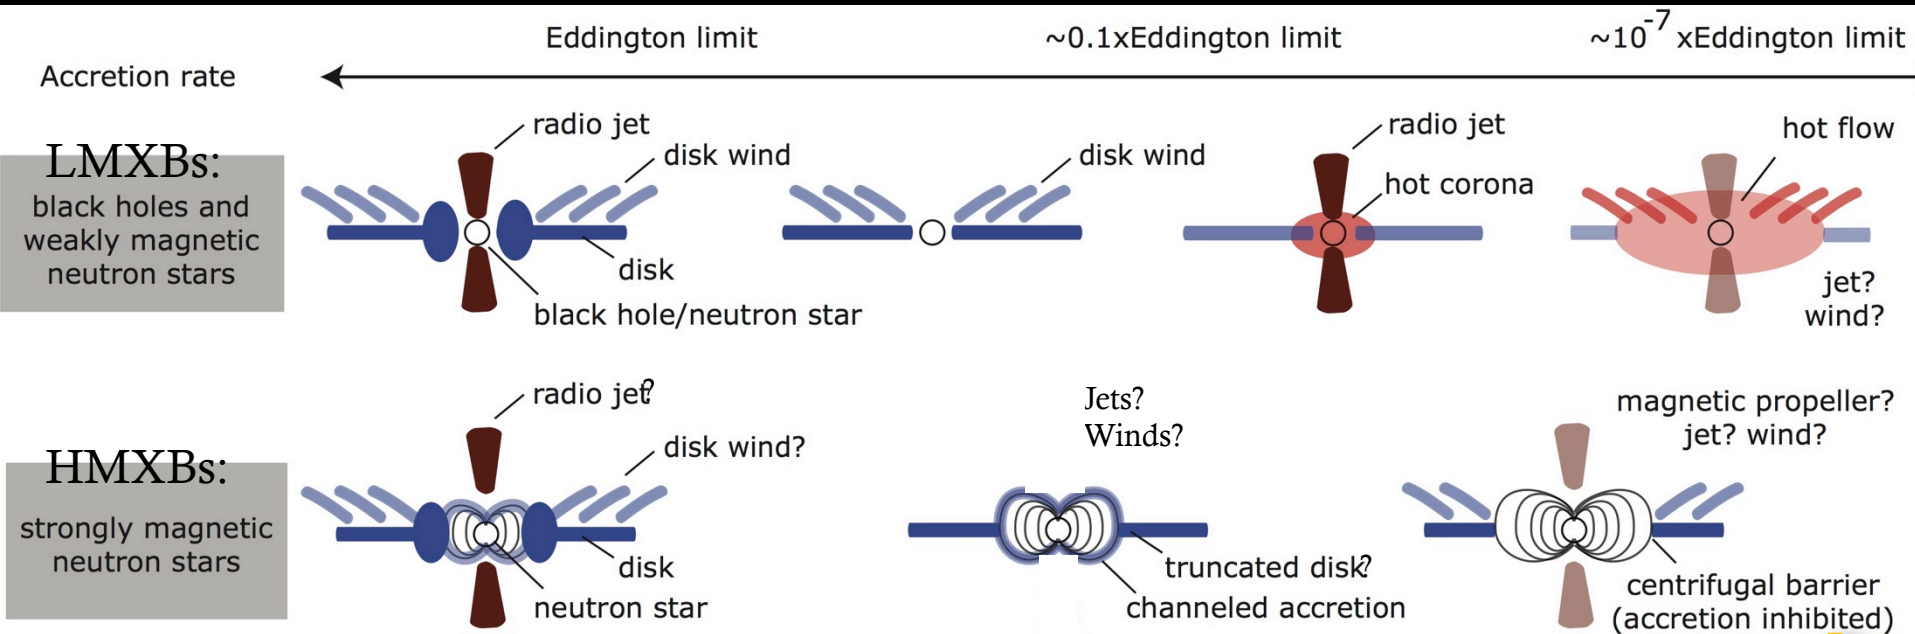 Eddington limit
~0.1xEddington limit
~10^-7 xEddington limit
Accretion rate
LMXBs:
black holes and
weakly magnetic
neutron stars
radio jet
disk wind
disk
black hole/neutron star
disk wind
radio jet
hot corona
hot flow
jet?
wind?
HMXBs:
strongly magnetic
neutron stars
radio jet?
disk wind?
disk
neutron star
Jets?
Winds?
truncated disk?
channeled accretion
magnetic propeller?
jet? wind?
centrifugal barrier
(accretion inhibited)